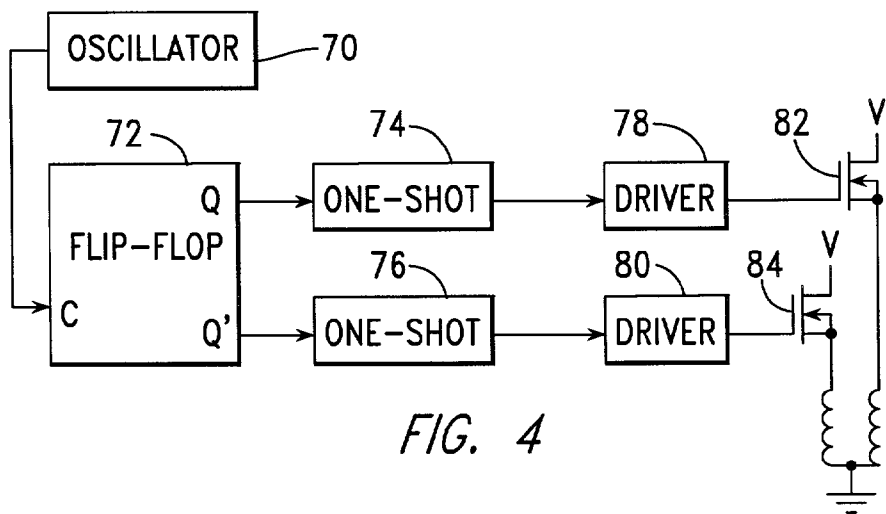 OSCILLATOR
70
72
74
78
82
V
Q
ONE-SHOT
DRIVER
FLIP-FLOP
76
80
84
V
C
Q'
ONE-SHOT
DRIVER
FIG. 4